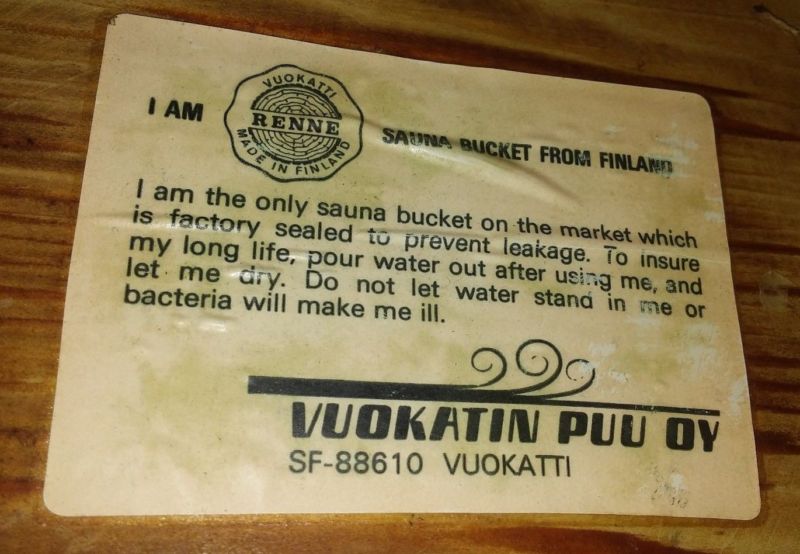 I AM
VUOKATTI
RENNE
MADE IN FINLAND
SAUNA BUCKET FROM FINLAND
I am the only sauna bucket on the market which
is factory sealed to prevent leakage. To insure
my long life, pour water out after using me, and
let me dry. Do not let water stand in me or
bacteria will make me ill.
VUOKATIN PUU OY
SF-88610 VUOKATTI